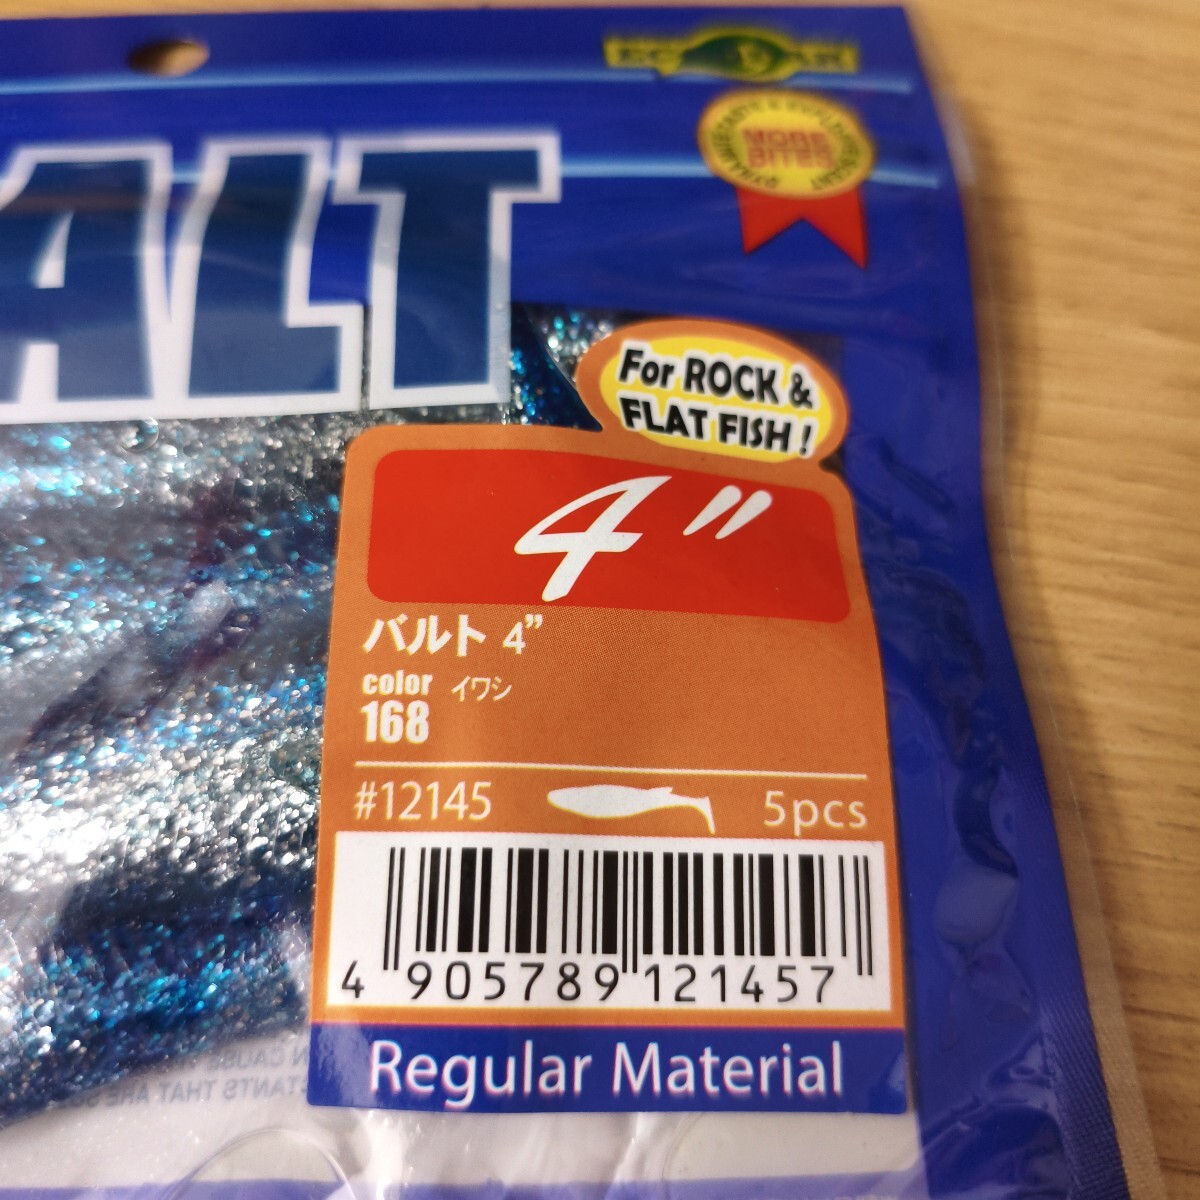 ALT
MORE
BITES
For ROCK &
FLAT FISH!
4"
バルト 4"
color イワシ
168
#12145 5pcs
4 905789 121457
Regular Material